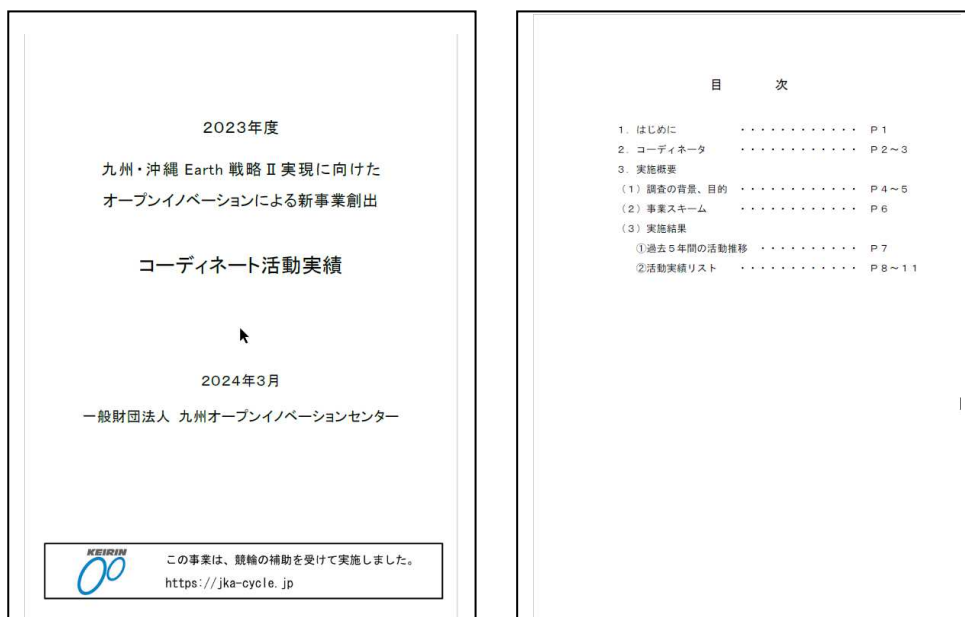 2023年度
九州・沖縄 Earth 戦略Ⅱ実現に向けた
オープンイノベーションによる新事業創出
コーディネート活動実績
2024年3月
一般財団法人 九州オープンイノベーションセンター
KEIRIN
この事業は、競輪の補助を受けて実施しました。
https://jka-cycle.jp
目 次
1．はじめに ・・・・・・・・・・・・ P1
2．コーディネータ ・・・・・・・・・・・・ P2～3
3．実施概要
（1）調査の背景、目的 ・・・・・・・・・・・・ P4～5
（2）事業スキーム ・・・・・・・・・・・・ P6
（3）実施結果
①過去5年間の活動推移 ・・・・・・・・・・ P7
②活動実績リスト ・・・・・・・・・・・・ P8～11